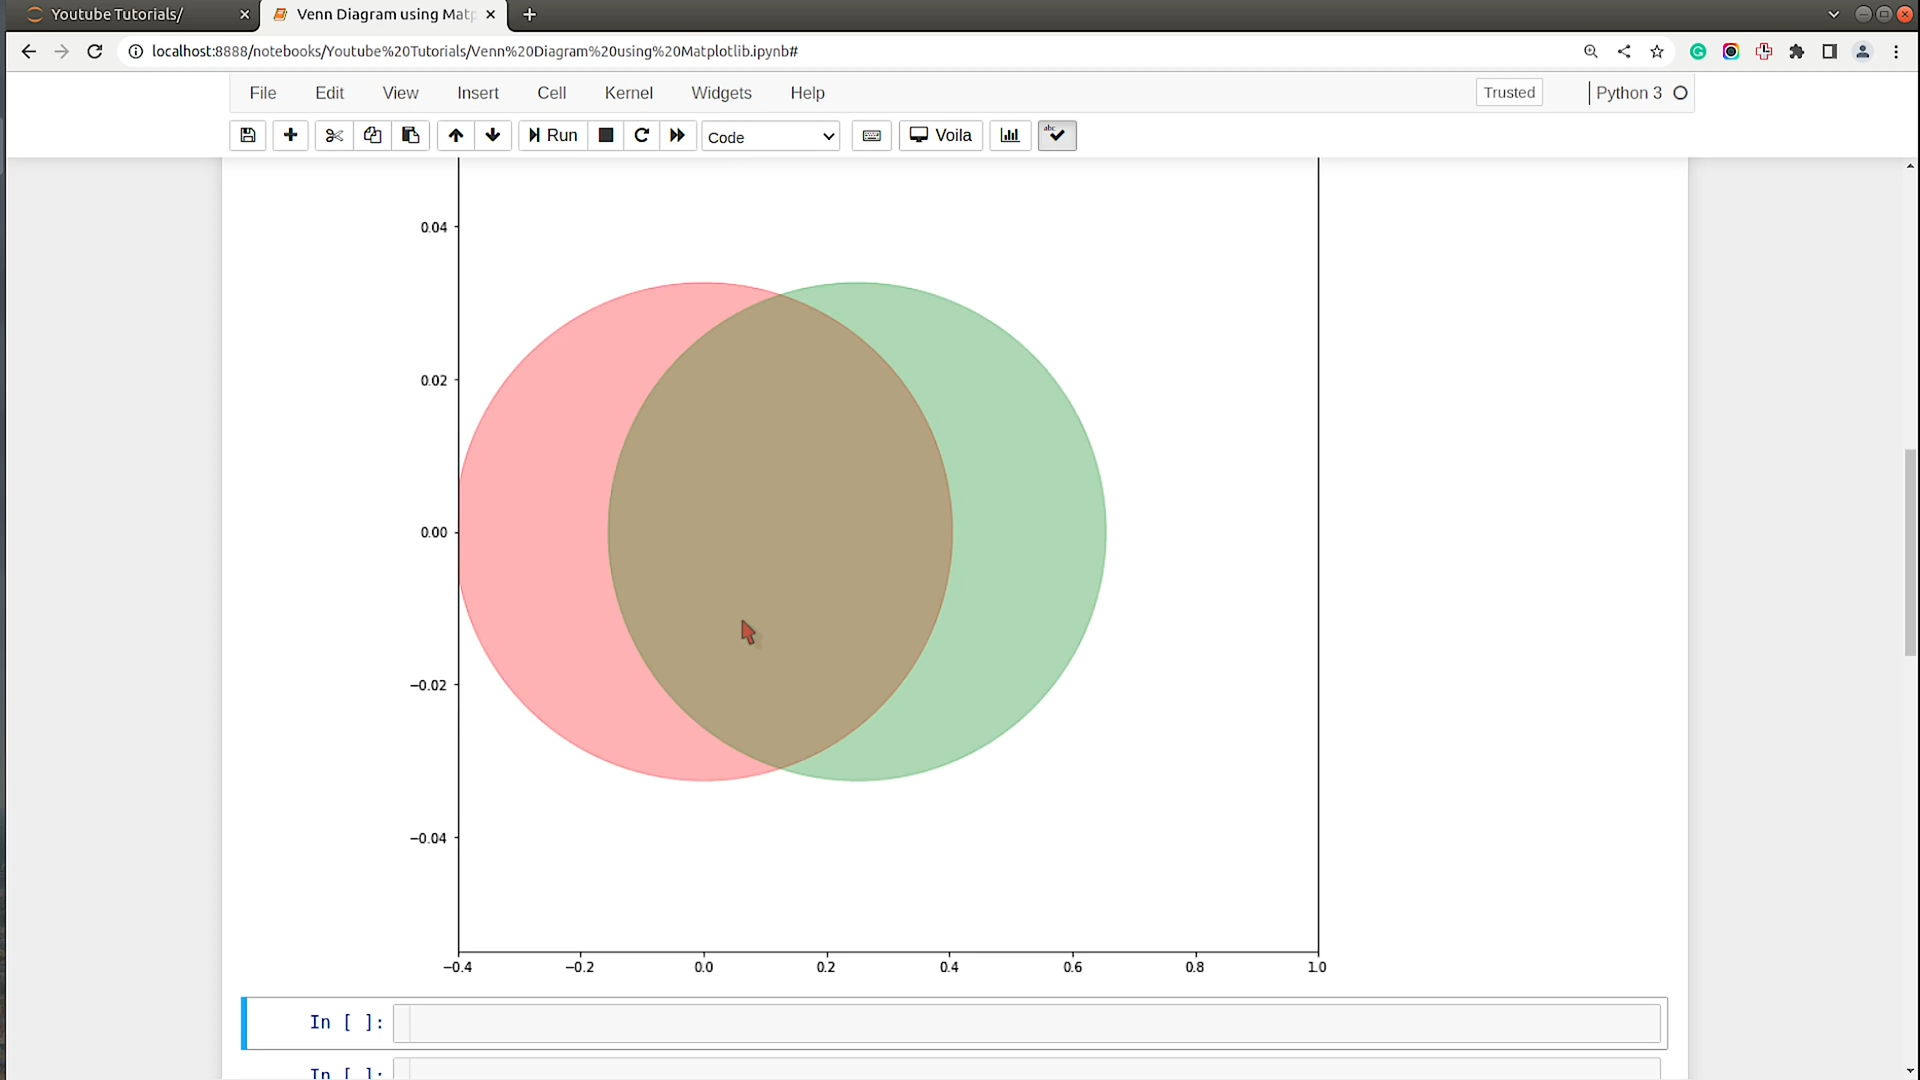 Youtube Tutorials/
Venn Diagram using Matp
localhost:8888/notebooks/Youtube%20Tutorials/Venn%20Diagram%20using%20Matplotlib.ipynb#
File Edit View Insert Cell Kernel Widgets Help Trusted Python 3
Run Code Voila abc
0.04
0.02
0.00
−0.02
−0.04
−0.4 −0.2 0.0 0.2 0.4 0.6 0.8 1.0
In [ ]:
In [ ]: